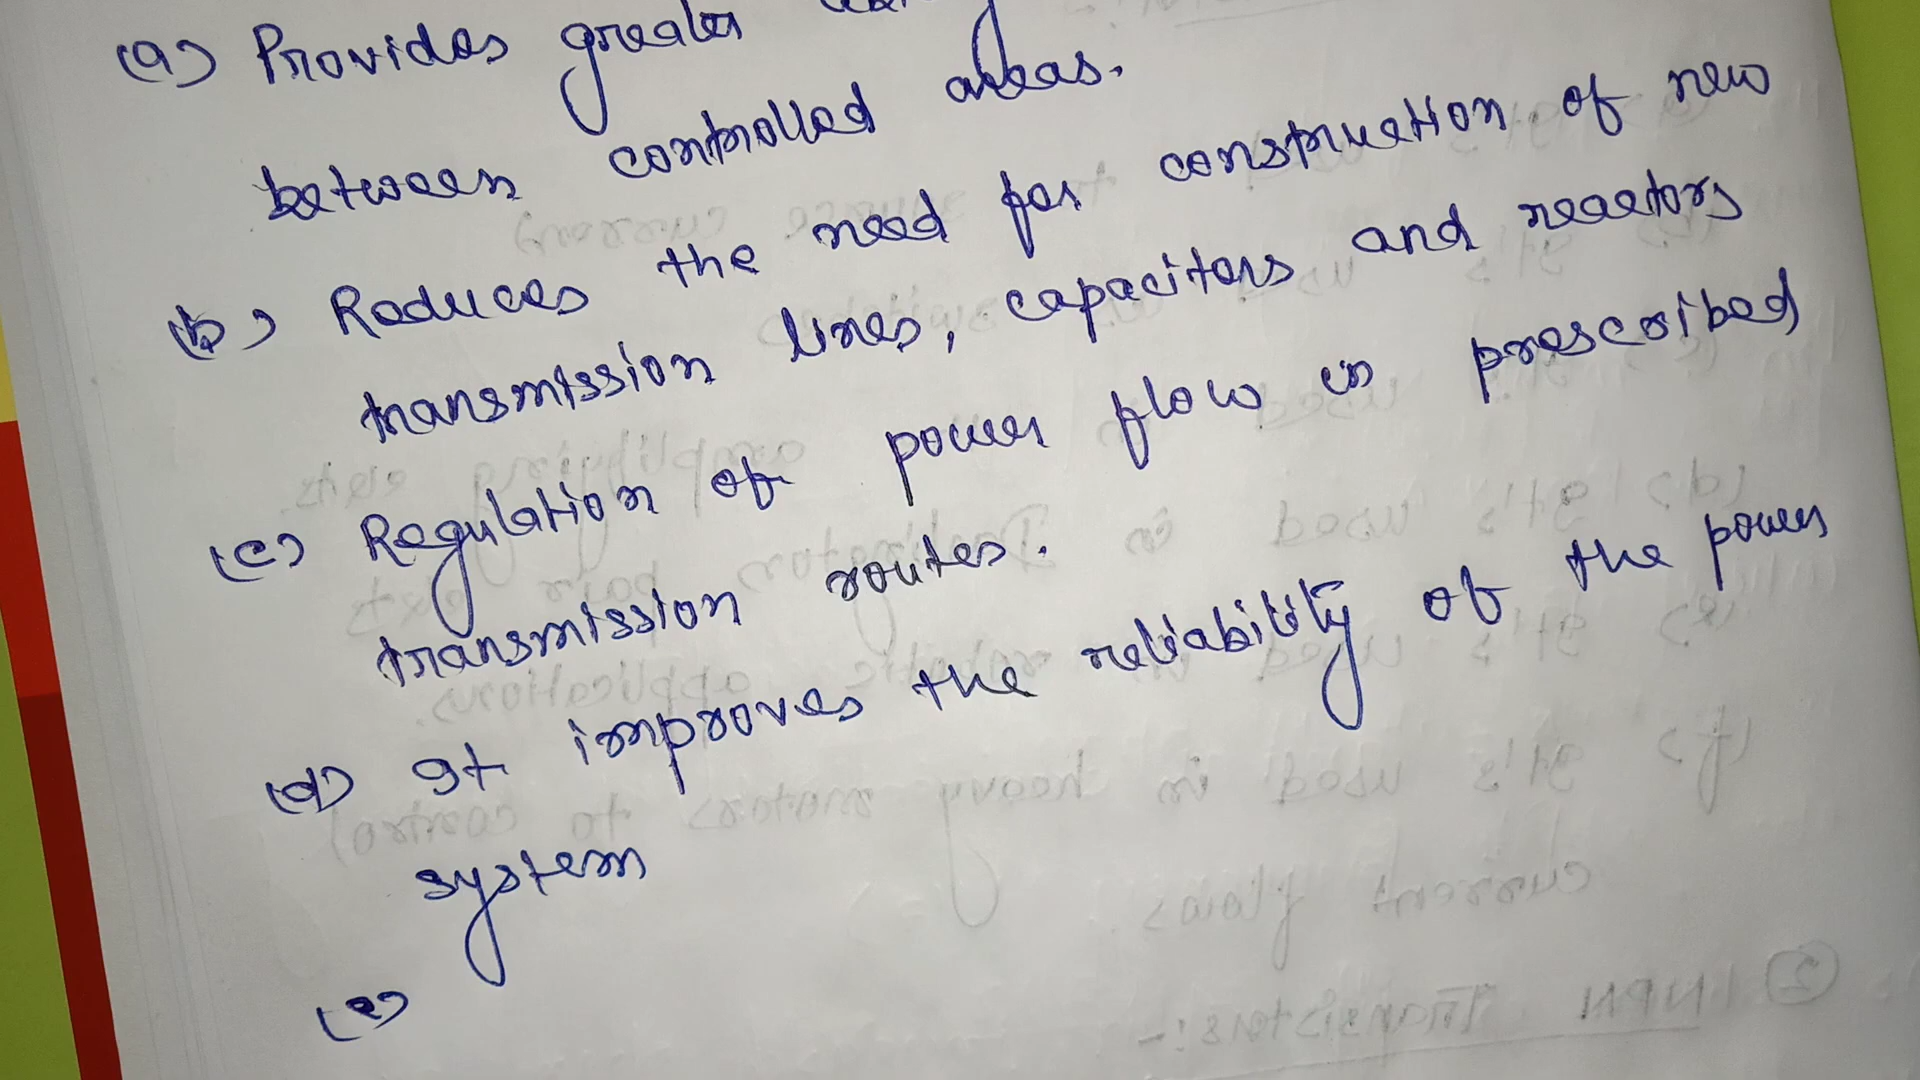 (a) Provides greater
between controlled areas.
(b) Reduces the need for construction of new
transmission lines, capacitors and reactors
(c) Regulation of power flow in prescribed
transmission routes.
(d) It improves the reliability of the power
system
(e)